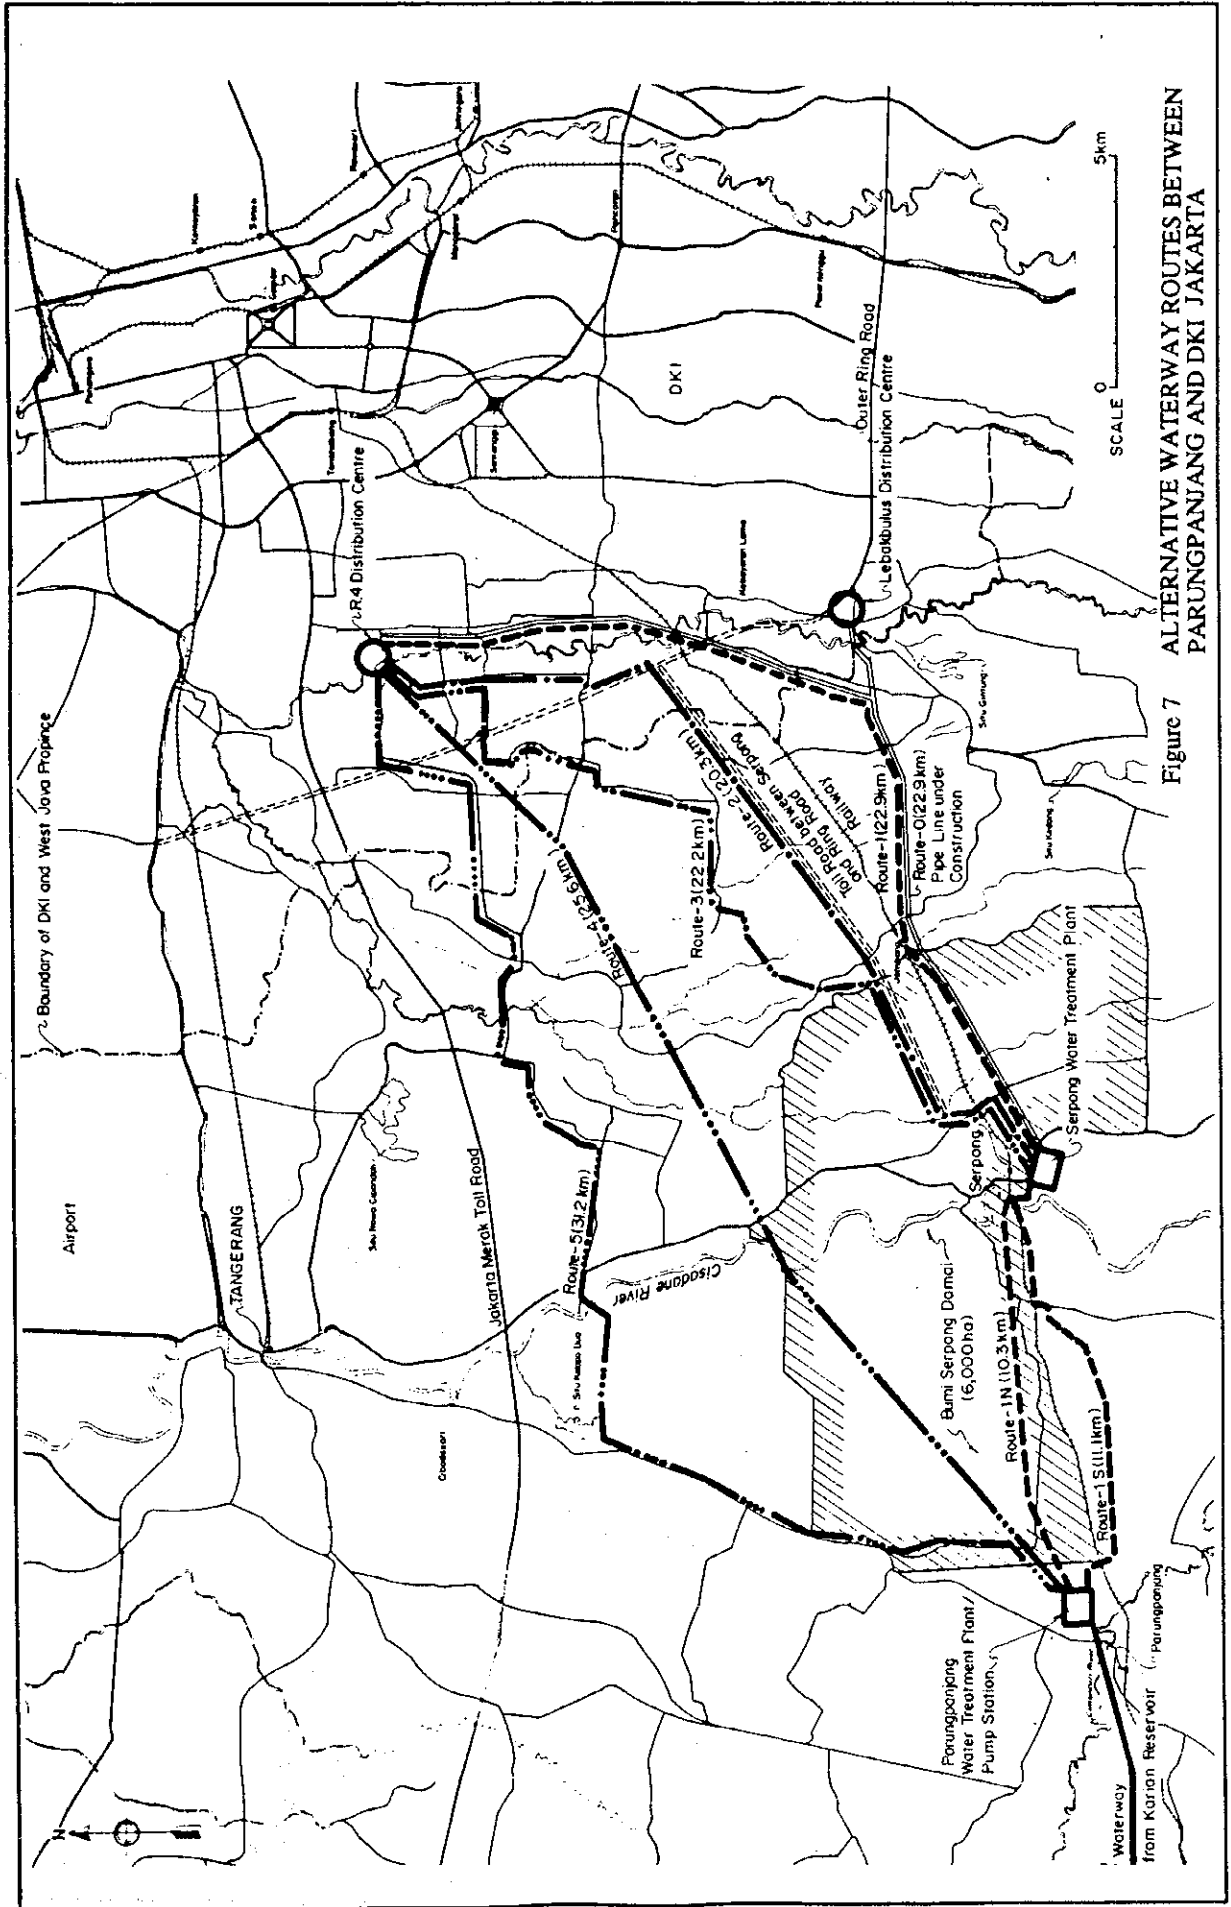 Airport
Boundary of DKI and West Java Province
TANGERANG
R.4 Distribution Centre
Jakarta Merak Toll Road
Route-5(31.2 km)
Cisadane River
Route-4(25.6km)
Route-3(22.2km)
Route 2(20.3km)
Toll Road between Serpong
and Ring Road
Railway
Route-1(22.9km)
Route-0(22.9km)
Pipe Line under
Construction
DKI
Outer Ring Road
Lebakbulus Distribution Centre
Serpong
Serpong Water Treatment Plant
Bumi Serpong Damai
(6,000ha)
Route-1N(10.3km)
Route-1S(11.1km)
Parungpanjang
Water Treatment Plant/
Pump Station
Parungpanjang
Waterway
from Karian Reservoir
N
SCALE
0
5km
Figure 7 ALTERNATIVE WATERWAY ROUTES BETWEEN
PARUNGPANJANG AND DKI JAKARTA